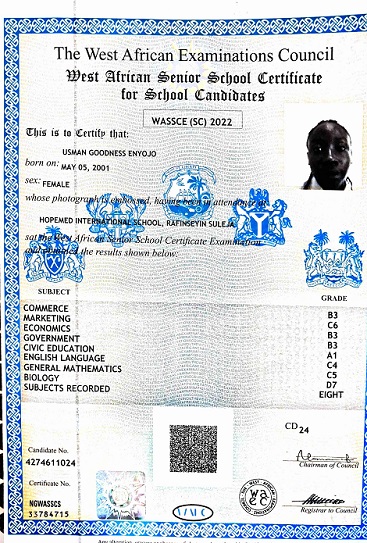 The West African Examinations Council
West African Senior School Certificate
for School Candidates
WASSCE (SC) 2022
This is to Certify that:
USMAN GOODNESS ENYOJO
born on: MAY 05, 2001
sex: FEMALE
whose photograph is embossed, having been in attendance at
HOPEMED INTERNATIONAL SCHOOL, RAFINSEYIN SULEJA
sat the West African Senior School Certificate Examination
and obtained the results shown below:
SUBJECT GRADE
COMMERCE B3
MARKETING C6
ECONOMICS B3
GOVERNMENT B3
CIVIC EDUCATION A1
ENGLISH LANGUAGE C4
GENERAL MATHEMATICS C5
BIOLOGY D7
SUBJECTS RECORDED EIGHT
CD 24
Chairman of Council
Candidate No.
4274611024
Certificate No.
NGWASSCS
33784715
Registrar to Council